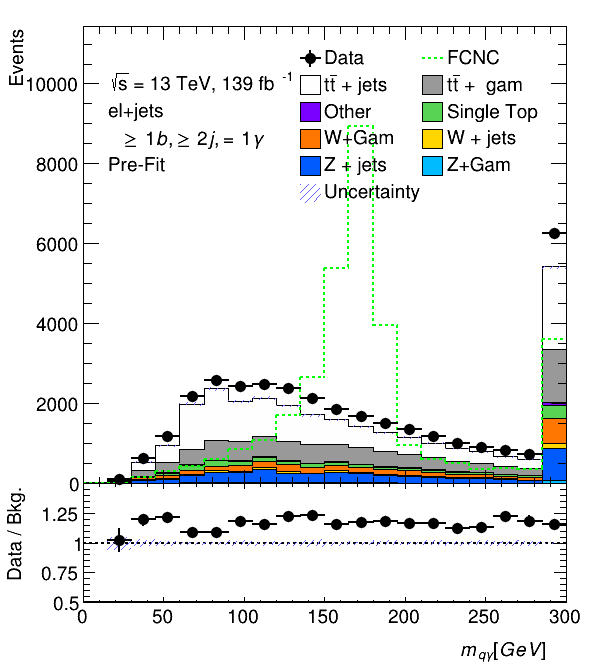 Events
10000
8000
6000
4000
2000
0
√s = 13 TeV, 139 fb⁻¹
el+jets
≥ 1b, ≥ 2j, = 1γ
Pre-Fit
Data
FCNC
tt̄ + jets
tt̄ + gam
Other
Single Top
W+Gam
W + jets
Z + jets
Z+Gam
Uncertainty
Data / Bkg.
1.25
1
0.75
0.5
0 50 100 150 200 250 300
m_qγ[GeV]